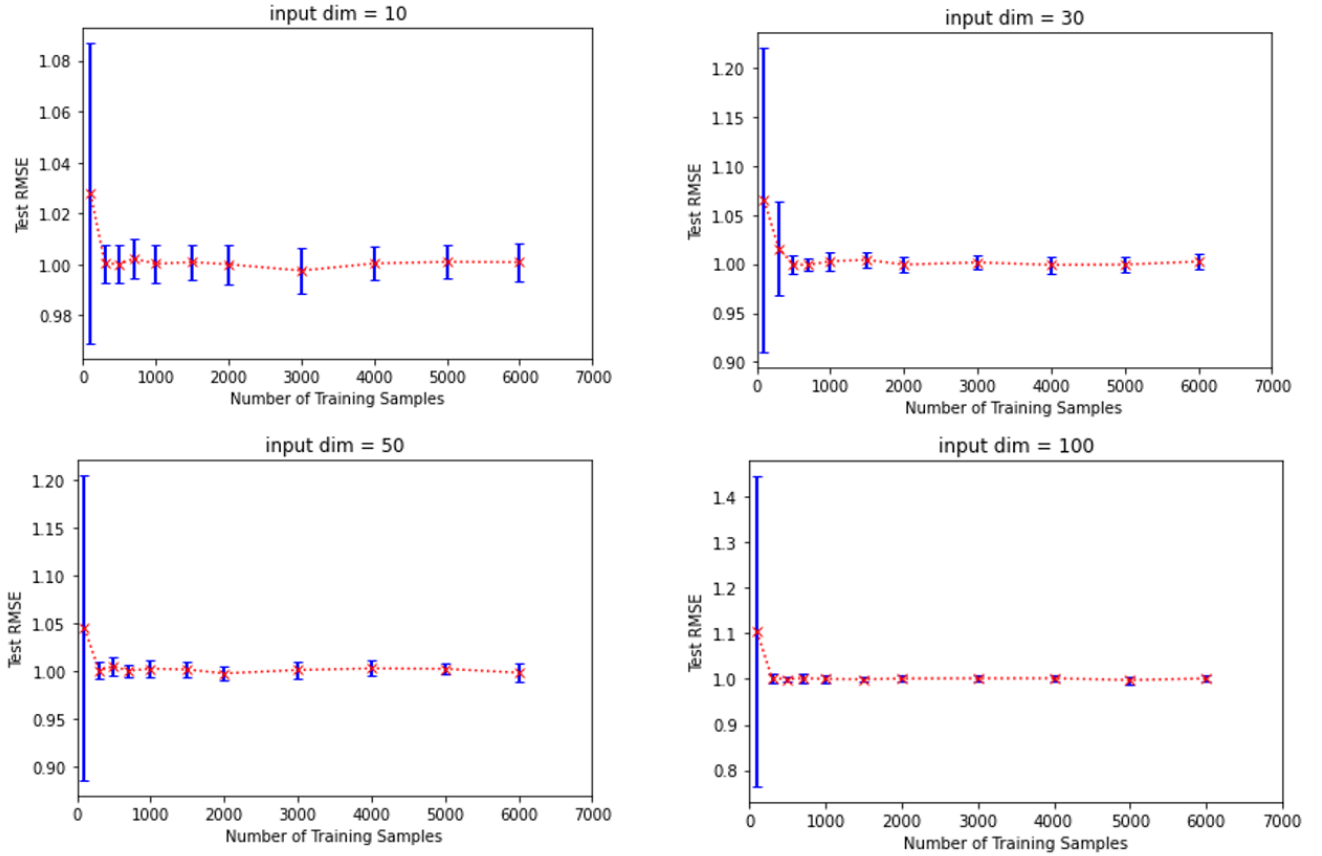 input dim = 10
1.08
1.06
1.04
1.02
1.00
0.98
Test RMSE
0 1000 2000 3000 4000 5000 6000 7000
Number of Training Samples
input dim = 30
1.20
1.15
1.10
1.05
1.00
0.95
0.90
Test RMSE
0 1000 2000 3000 4000 5000 6000 7000
Number of Training Samples
input dim = 50
1.20
1.15
1.10
1.05
1.00
0.95
0.90
Test RMSE
0 1000 2000 3000 4000 5000 6000 7000
Number of Training Samples
input dim = 100
1.4
1.3
1.2
1.1
1.0
0.9
0.8
Test RMSE
0 1000 2000 3000 4000 5000 6000 7000
Number of Training Samples